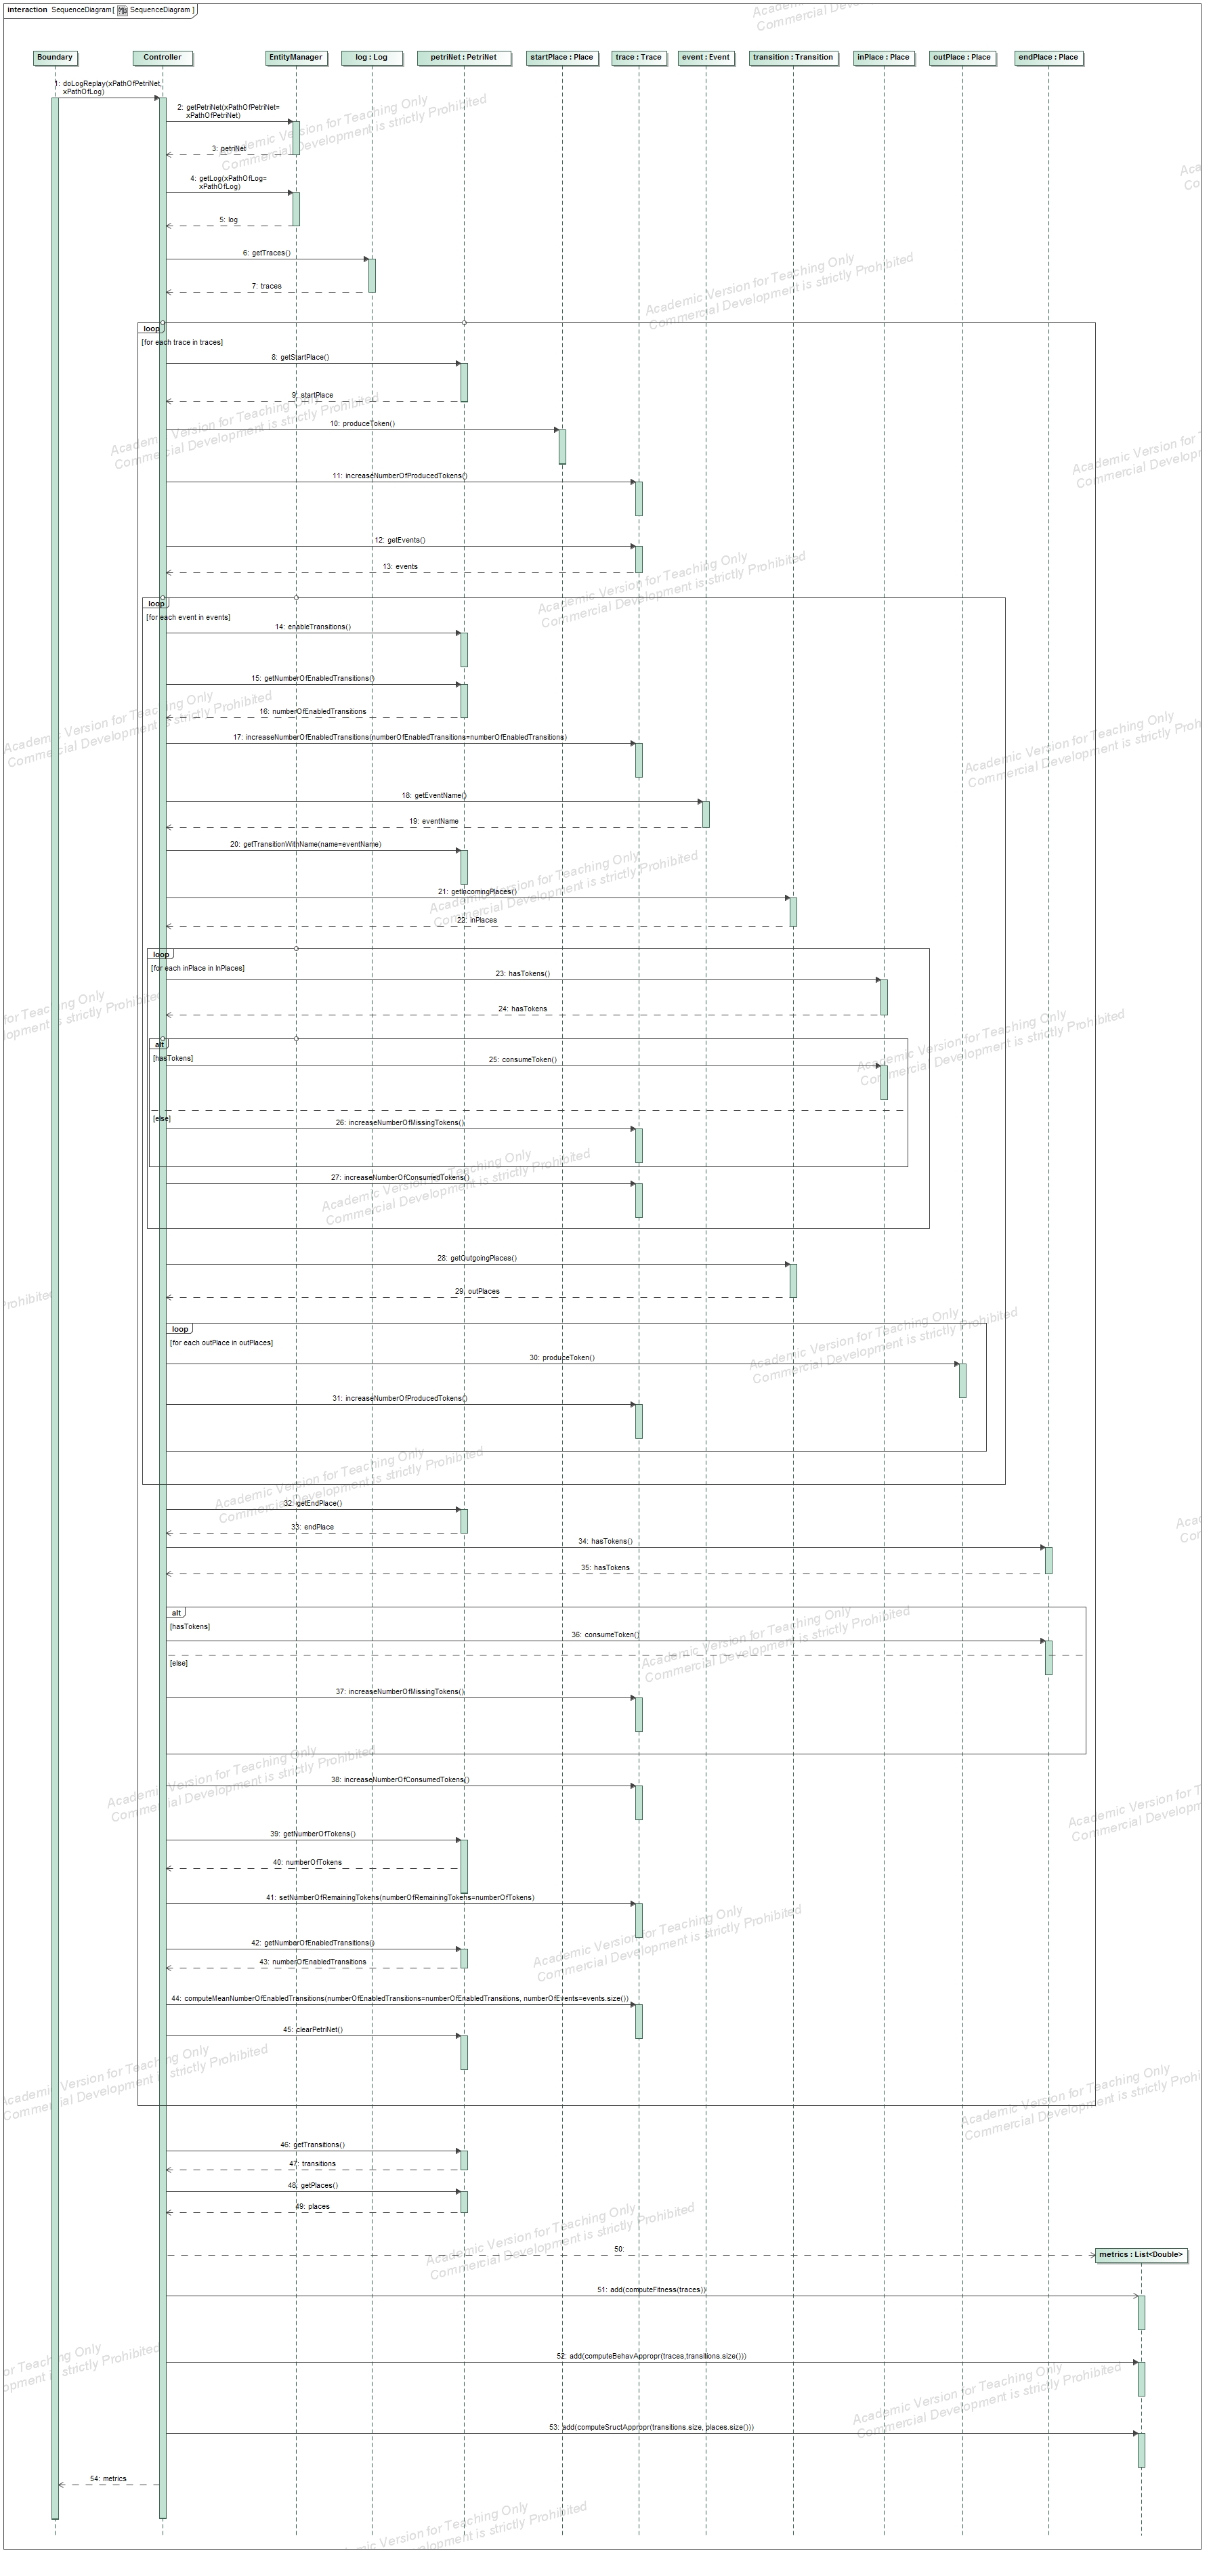 interaction SequenceDiagram[ SequenceDiagram ]
Boundary
Controller
EntityManager
log : Log
petriNet : PetriNet
startPlace : Place
trace : Trace
event : Event
transition : Transition
inPlace : Place
outPlace : Place
endPlace : Place
1: doLogReplay(xPathOfPetriNet,
xPathOfLog)
2: getPetriNet(xPathOfPetriNet=
xPathOfPetriNet)
3: petriNet
4: getLog(xPathOfLog=
xPathOfLog)
5: log
6: getTraces()
7: traces
loop
[for each trace in traces]
8: getStartPlace()
9: startPlace
10: produceToken()
11: increaseNumberOfProducedTokens()
12: getEvents()
13: events
loop
[for each event in events]
14: enableTransitions()
15: getNumberOfEnabledTransitions()
16: numberOfEnabledTransitions
17: increaseNumberOfEnabledTransitions(numberOfEnabledTransitions=numberOfEnabledTransitions)
18: getEventName()
19: eventName
20: getTransitionWithName(name=eventName)
21: getIncomingPlaces()
22: inPlaces
loop
[for each inPlace in InPlaces]
23: hasTokens()
24: hasTokens
alt
[hasTokens]
25: consumeToken()
[else]
26: increaseNumberOfMissingTokens()
27: increaseNumberOfConsumedTokens()
28: getOutgoingPlaces()
29: outPlaces
loop
[for each outPlace in outPlaces]
30: produceToken()
31: increaseNumberOfProducedTokens()
32: getEndPlace()
33: endPlace
34: hasTokens()
35: hasTokens
alt
[hasTokens]
36: consumeToken()
[else]
37: increaseNumberOfMissingTokens()
38: increaseNumberOfConsumedTokens()
39: getNumberOfTokens()
40: numberOfTokens
41: setNumberOfRemainingTokens(numberOfRemainingTokens=numberOfTokens)
42: getNumberOfEnabledTransitions()
43: numberOfEnabledTransitions
44: computeMeanNumberOfEnabledTransitions(numberOfEnabledTransitions=numberOfEnabledTransitions, numberOfEvents=events.size())
45: clearPetriNet()
46: getTransitions()
47: transitions
48: getPlaces()
49: places
50:
metrics : List<Double>
51: add(computeFitness(traces))
52: add(computeBehavAppropr(traces,transitions.size()))
53: add(computeSructAppropr(transitions.size, places.size()))
54: metrics
Academic Version for Teaching Only
Commercial Development is strictly Prohibited